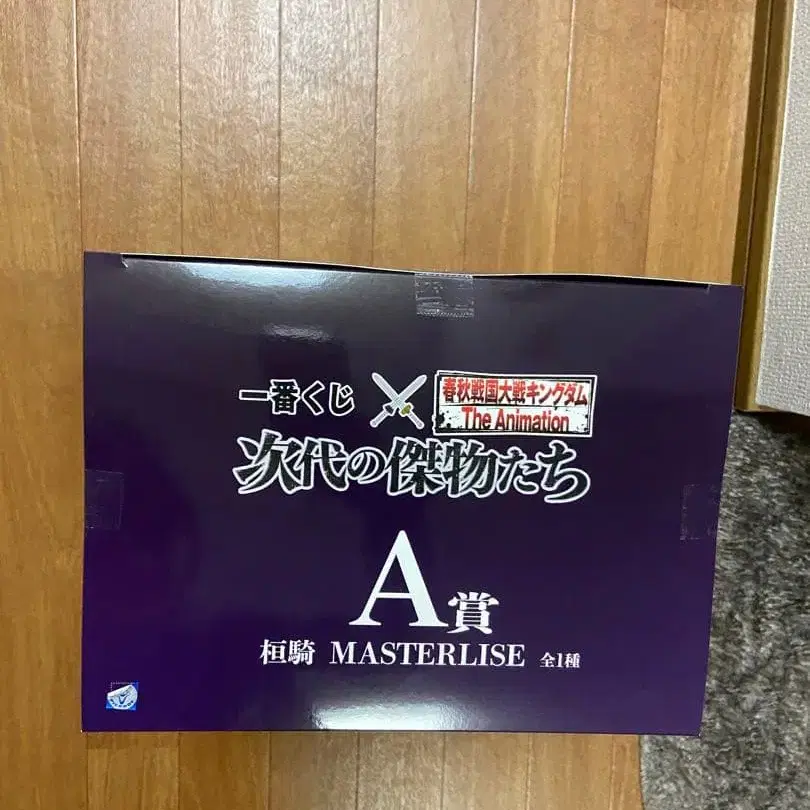 一番くじ
春秋戦国大戦キングダム
The Animation
次代の傑物たち
A賞
桓騎 MASTERLISE 全1種